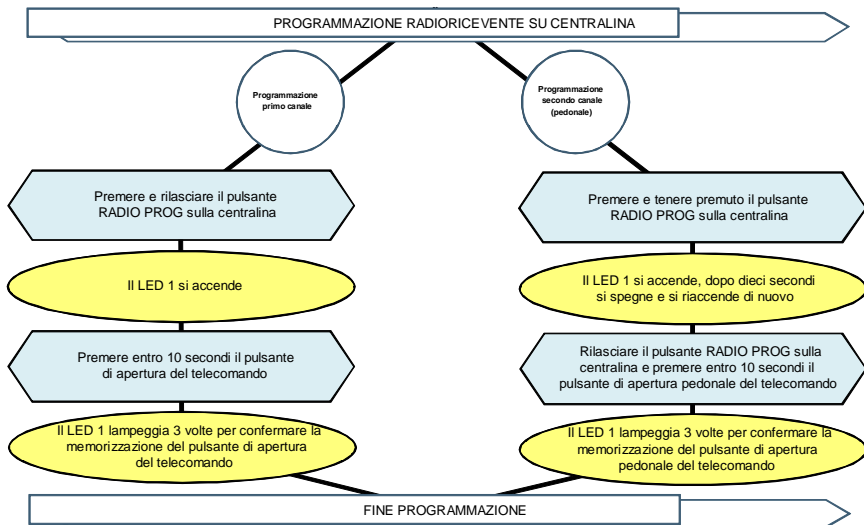 PROGRAMMAZIONE RADIORICEVENTE SU CENTRALINA
Programmazione
primo canale
Programmazione
secondo canale
(pedonale)
Premere e rilasciare il pulsante
RADIO PROG sulla centralina
Premere e tenere premuto il pulsante
RADIO PROG sulla centralina
Il LED 1 si accende
Il LED 1 si accende, dopo dieci secondi
si spegne e si riaccende di nuovo
Premere entro 10 secondi il pulsante
di apertura del telecomando
Rilasciare il pulsante RADIO PROG sulla
centralina e premere entro 10 secondi il
pulsante di apertura pedonale del telecomando
Il LED 1 lampeggia 3 volte per confermare la
memorizzazione del pulsante di apertura
del telecomando
Il LED 1 lampeggia 3 volte per confermare la
memorizzazione del pulsante di apertura
pedonale del telecomando
FINE PROGRAMMAZIONE